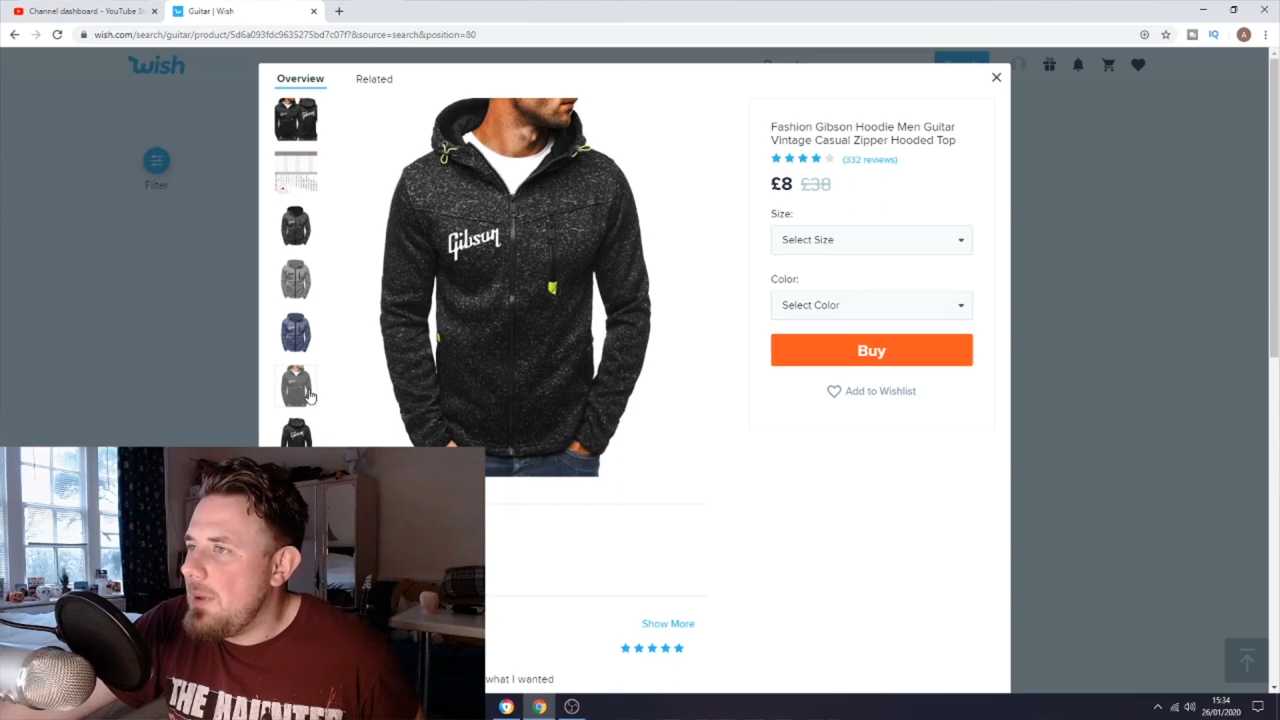 Channel dashboard - YouTube St
Guitar | Wish
wish.com/search/guitar/product/5d6a093fdc9635275bd7c07f?&source=search&position=80
wish
Overview
Related
Filter
Gibson
Fashion Gibson Hoodie Men Guitar
Vintage Casual Zipper Hooded Top
(332 reviews)
£8 £38
Size:
Select Size
Color:
Select Color
Buy
Add to Wishlist
Show More
what I wanted
THE HAUNTED
IQ
A
15:34
26/01/2020